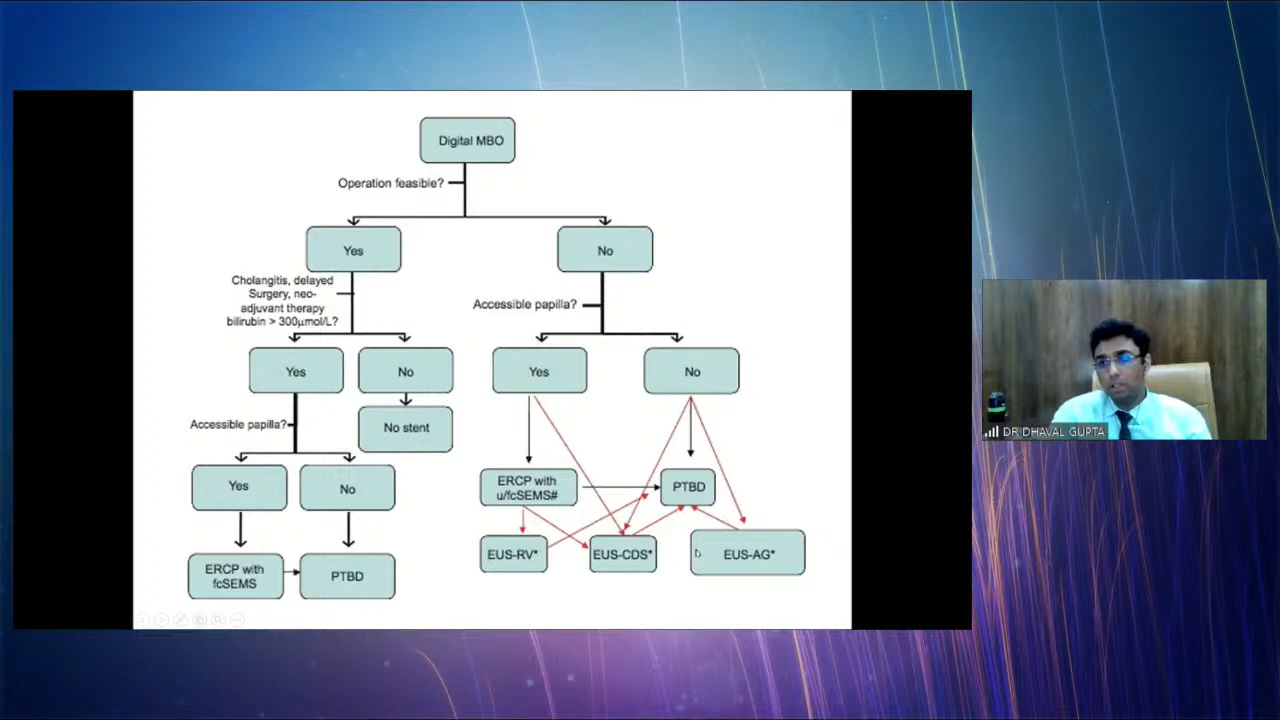 Digital MBO
Operation feasible?
Yes
No
Cholangitis, delayed
Surgery, neo-
adjuvant therapy
bilirubin > 300μmol/L?
Accessible papilla?
Yes
No
Yes
No
No stent
Accessible papilla?
Yes
No
ERCP with
u/fcSEMS#
PTBD
EUS-RV*
EUS-CDS*
EUS-AG*
ERCP with
fcSEMS
PTBD
DR DHAVAL GUPTA